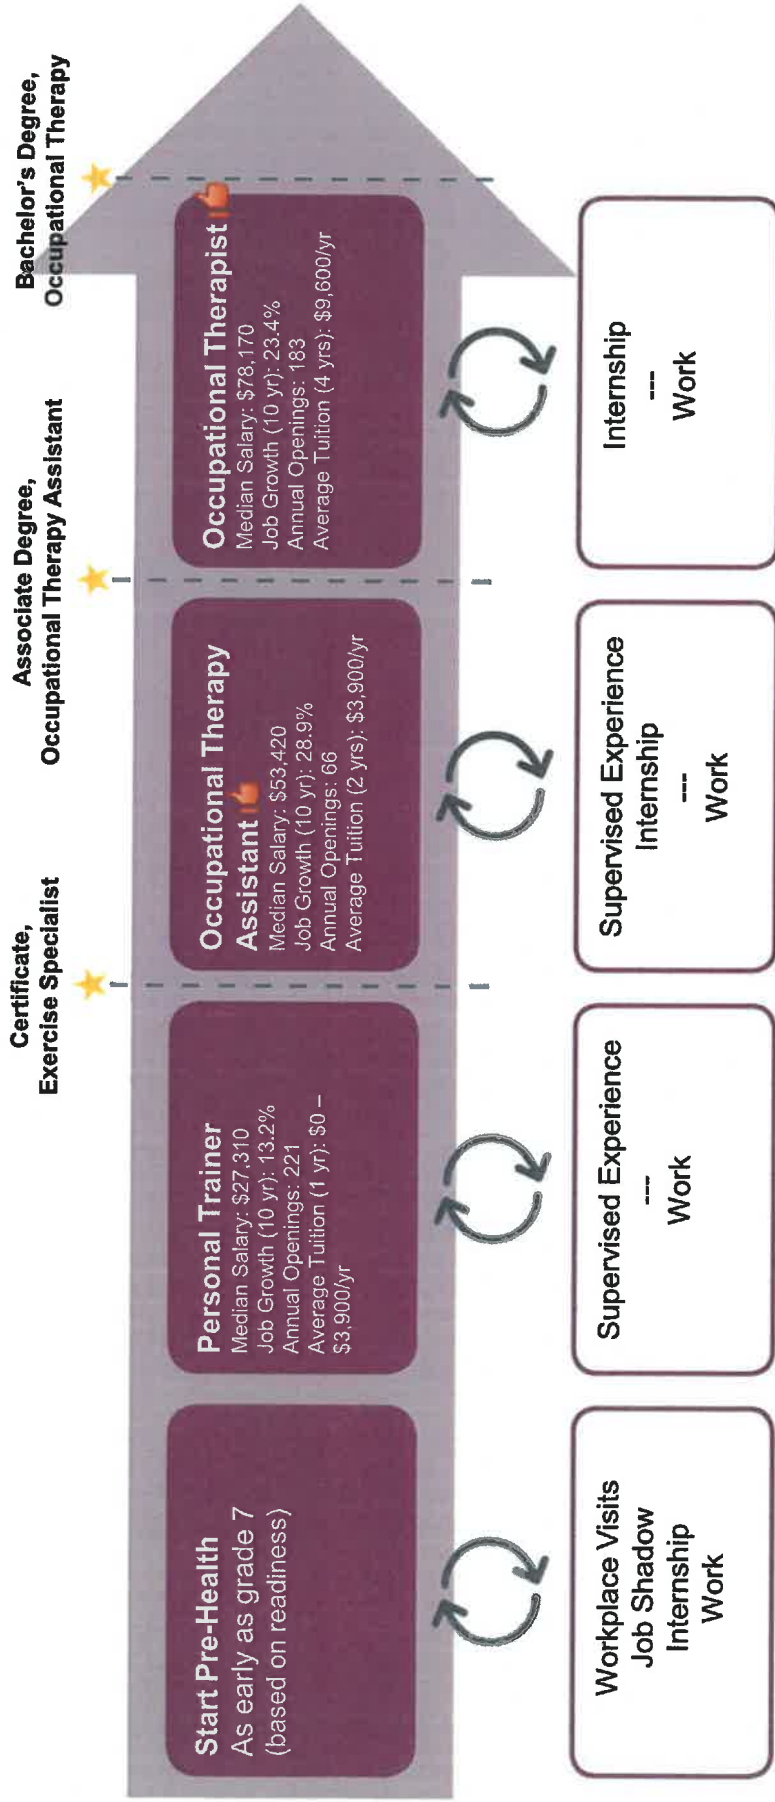 Certificate,
Exercise Specialist
Associate Degree,
Occupational Therapy Assistant
Bachelor's Degree,
Occupational Therapy
Start Pre-Health
As early as grade 7
(based on readiness)
Personal Trainer
Median Salary: $27,310
Job Growth (10 yr): 13.2%
Annual Openings: 221
Average Tuition (1 yr): $0 –
$3,900/yr
Occupational Therapy
Assistant
Median Salary: $53,420
Job Growth (10 yr): 28.9%
Annual Openings: 66
Average Tuition (2 yrs): $3,900/yr
Occupational Therapist
Median Salary: $78,170
Job Growth (10 yr): 23.4%
Annual Openings: 183
Average Tuition (4 yrs): $9,600/yr
Workplace Visits
Job Shadow
Internship
Work
Supervised Experience
---
Work
Supervised Experience
Internship
---
Work
Internship
---
Work